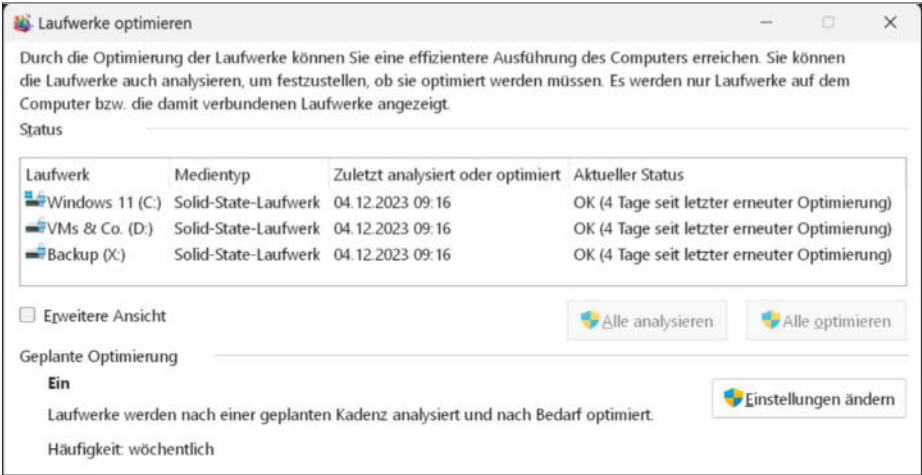 Laufwerke optimieren
Durch die Optimierung der Laufwerke können Sie eine effizientere Ausführung des Computers erreichen. Sie können
die Laufwerke auch analysieren, um festzustellen, ob sie optimiert werden müssen. Es werden nur Laufwerke auf dem
Computer bzw. die damit verbundenen Laufwerke angezeigt.
Status
Laufwerk Medientyp Zuletzt analysiert oder optimiert Aktueller Status
Windows 11 (C:) Solid-State-Laufwerk 04.12.2023 09:16 OK (4 Tage seit letzter erneuter Optimierung)
VMs & Co. (D:) Solid-State-Laufwerk 04.12.2023 09:16 OK (4 Tage seit letzter erneuter Optimierung)
Backup (X:) Solid-State-Laufwerk 04.12.2023 09:16 OK (4 Tage seit letzter erneuter Optimierung)
Erweitere Ansicht Alle analysieren Alle optimieren
Geplante Optimierung
Ein
Einstellungen ändern
Laufwerke werden nach einer geplanten Kadenz analysiert und nach Bedarf optimiert.
Häufigkeit: wöchentlich